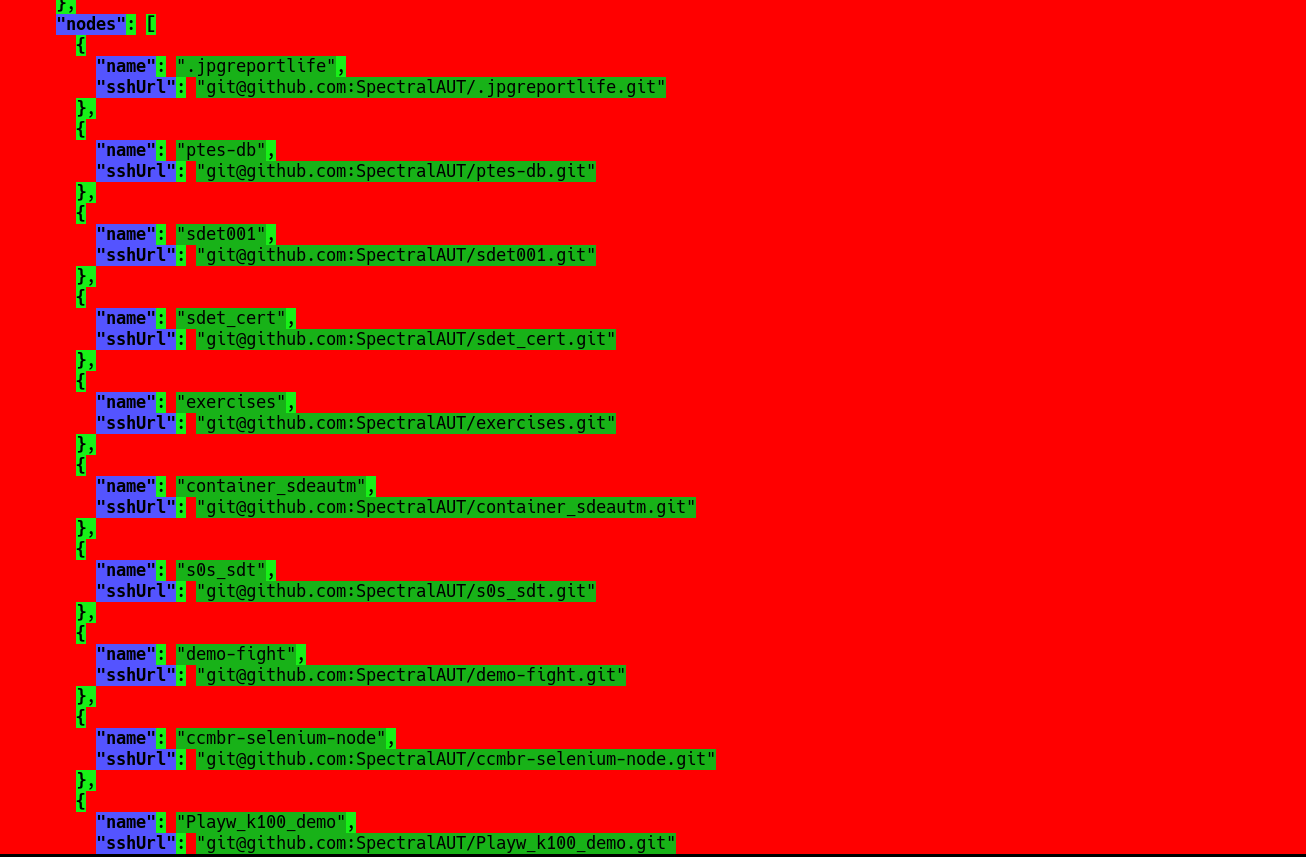 },
"nodes": [
{
"name": ".jpgreportlife",
"sshUrl": "git@github.com:SpectralAUT/.jpgreportlife.git"
},
{
"name": "ptes-db",
"sshUrl": "git@github.com:SpectralAUT/ptes-db.git"
},
{
"name": "sdet001",
"sshUrl": "git@github.com:SpectralAUT/sdet001.git"
},
{
"name": "sdet_cert",
"sshUrl": "git@github.com:SpectralAUT/sdet_cert.git"
},
{
"name": "exercises",
"sshUrl": "git@github.com:SpectralAUT/exercises.git"
},
{
"name": "container_sdeautm",
"sshUrl": "git@github.com:SpectralAUT/container_sdeautm.git"
},
{
"name": "s0s_sdt",
"sshUrl": "git@github.com:SpectralAUT/s0s_sdt.git"
},
{
"name": "demo-fight",
"sshUrl": "git@github.com:SpectralAUT/demo-fight.git"
},
{
"name": "ccmbr-selenium-node",
"sshUrl": "git@github.com:SpectralAUT/ccmbr-selenium-node.git"
},
{
"name": "Playw_k100_demo",
"sshUrl": "git@github.com:SpectralAUT/Playw_k100_demo.git"